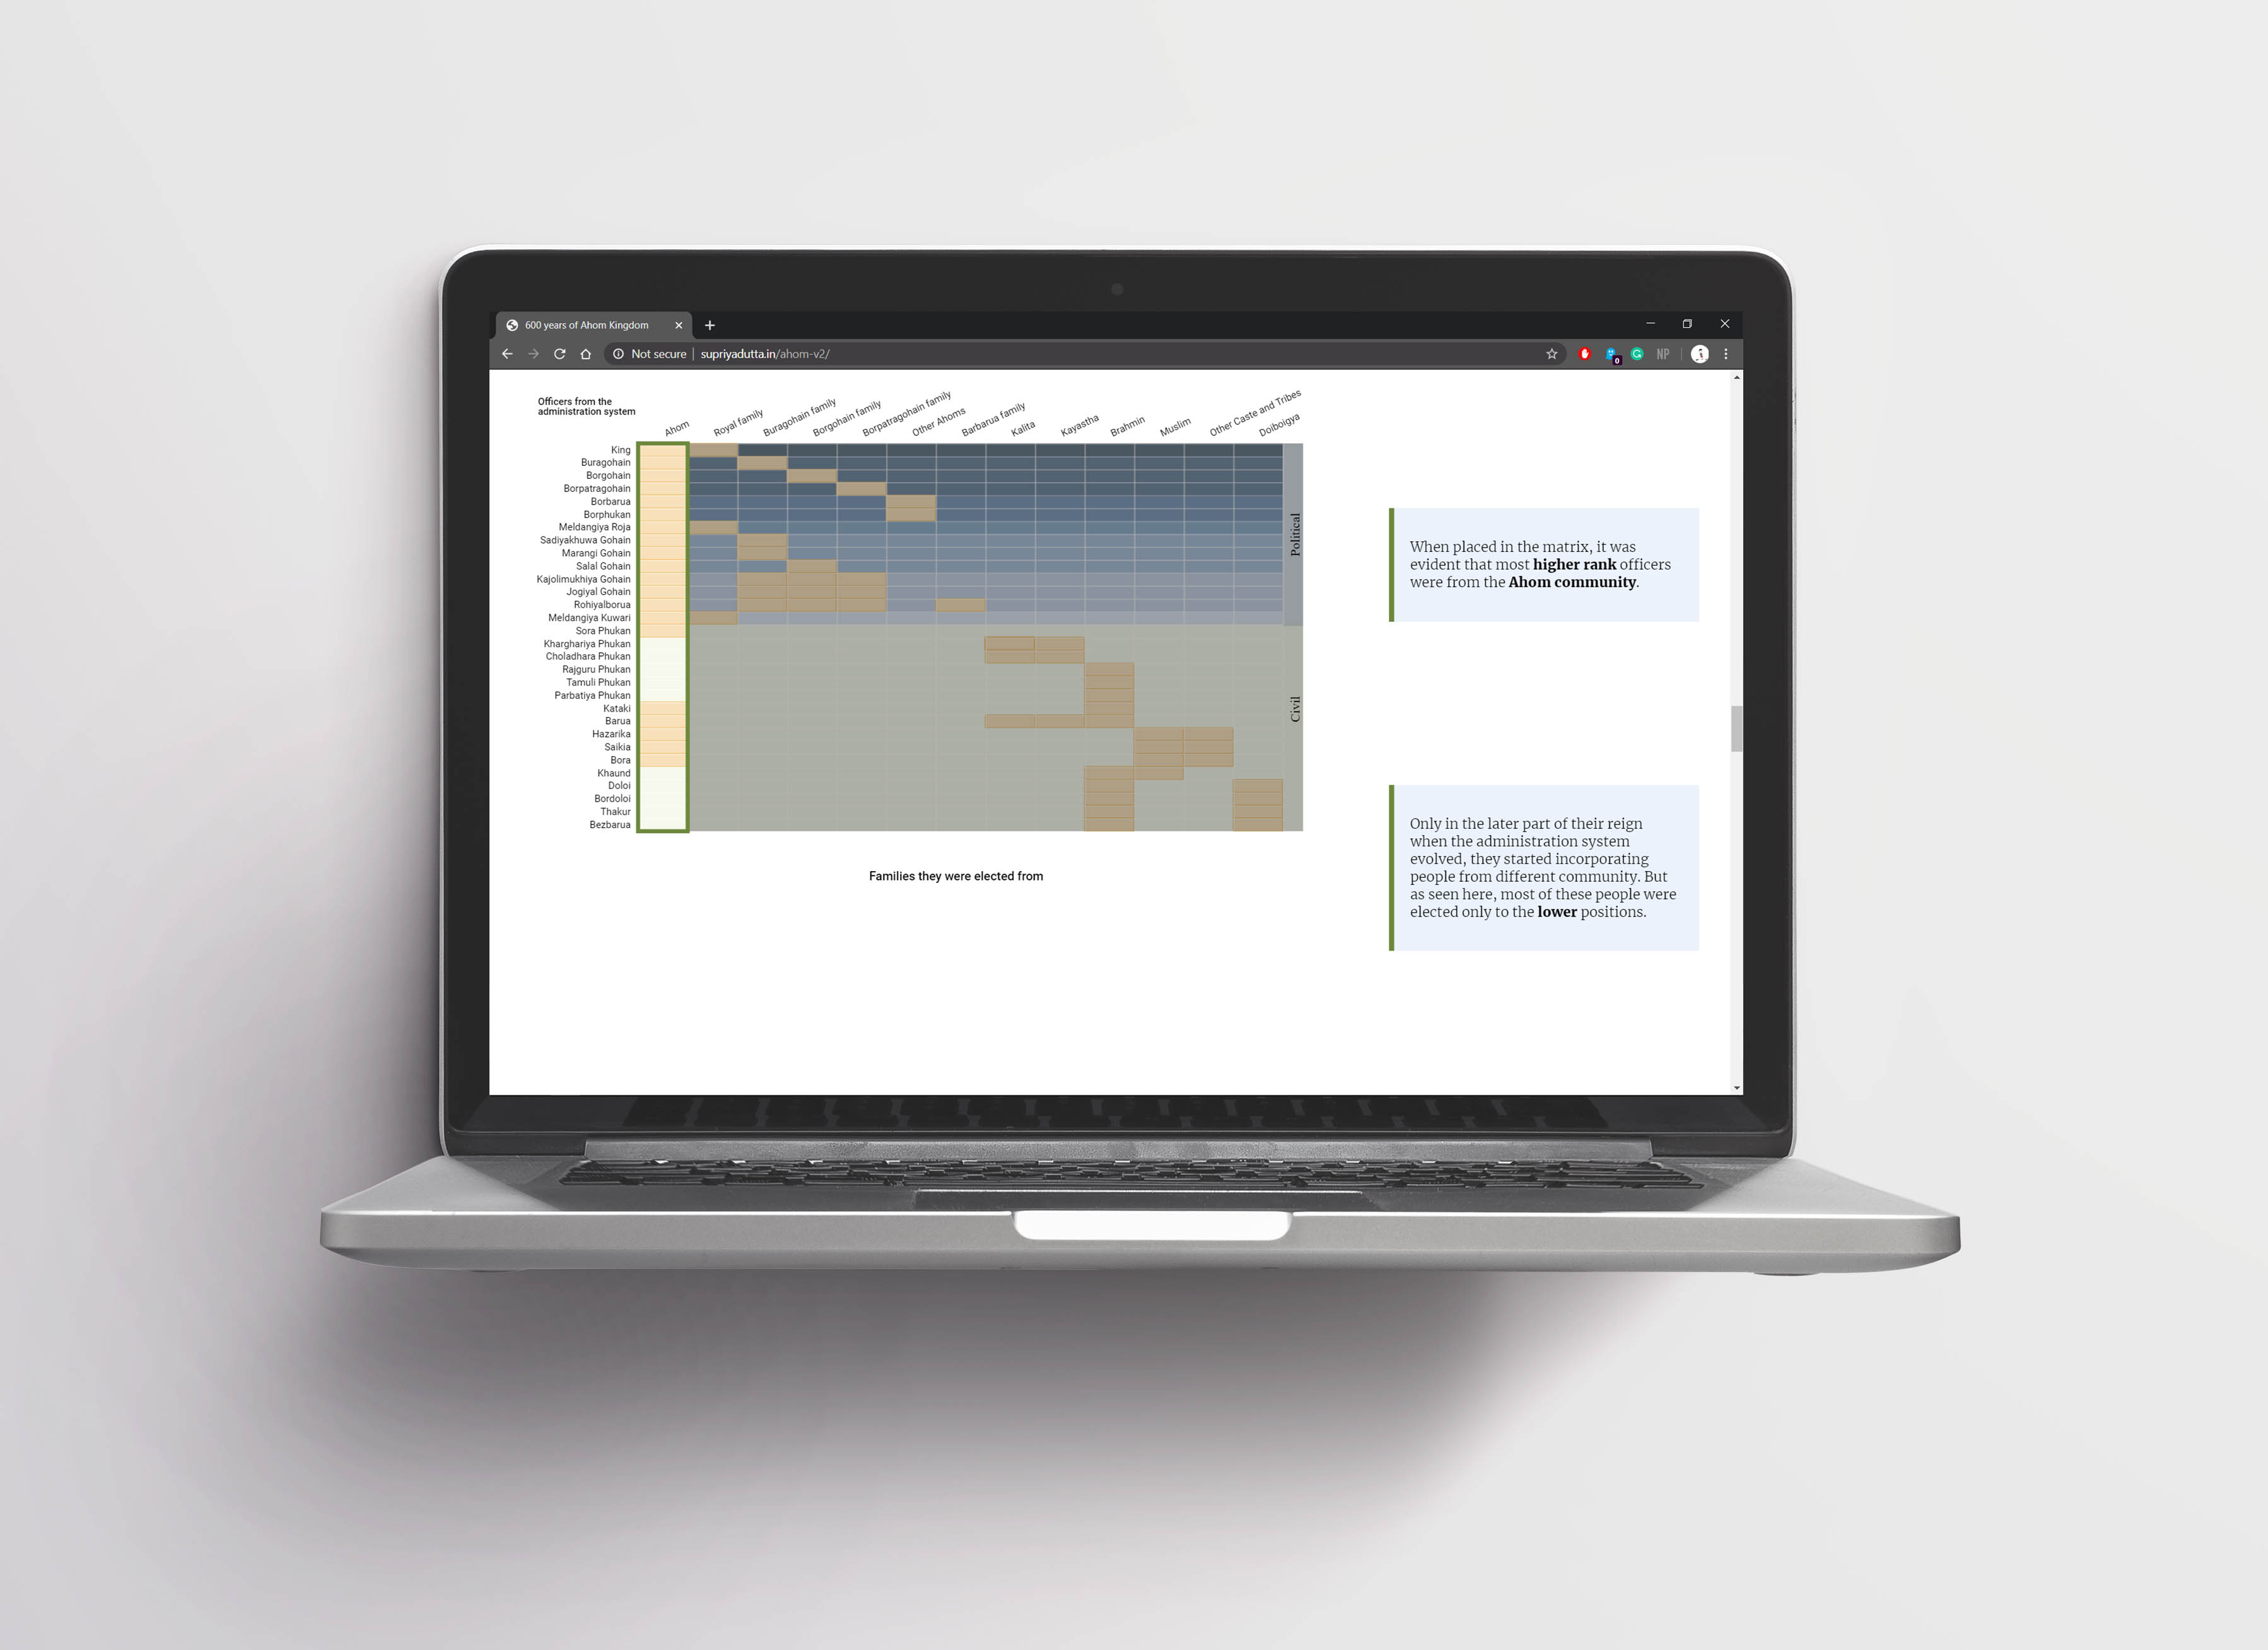 600 years of Ahom Kingdom
Not secure | supriyadutta.in/ahom-v2/
NP
0
Officers from the
administration system
Ahom
Royal family
Buragohain family
Borgohain family
Borpatragohain family
Other Ahoms
Barbarua family
Kalita
Kayastha
Brahmin
Muslim
Other Caste and Tribes
Doiboigya
King
Buragohain
Borgohain
Borpatragohain
Borbarua
Borphukan
Meldangiya Roja
Sadiyakhuwa Gohain
Marangi Gohain
Salal Gohain
Kajolimukhiya Gohain
Jogiyal Gohain
Rohiyalborua
Meldangiya Kuwari
Sora Phukan
Kharghariya Phukan
Choladhara Phukan
Rajguru Phukan
Tamuli Phukan
Parbatiya Phukan
Kataki
Barua
Hazarika
Saikia
Bora
Khaund
Doloi
Bordoloi
Thakur
Bezbarua
Political
Civil
Families they were elected from
When placed in the matrix, it was
evident that most higher rank officers
were from the Ahom community.
Only in the later part of their reign
when the administration system
evolved, they started incorporating
people from different community. But
as seen here, most of these people were
elected only to the lower positions.